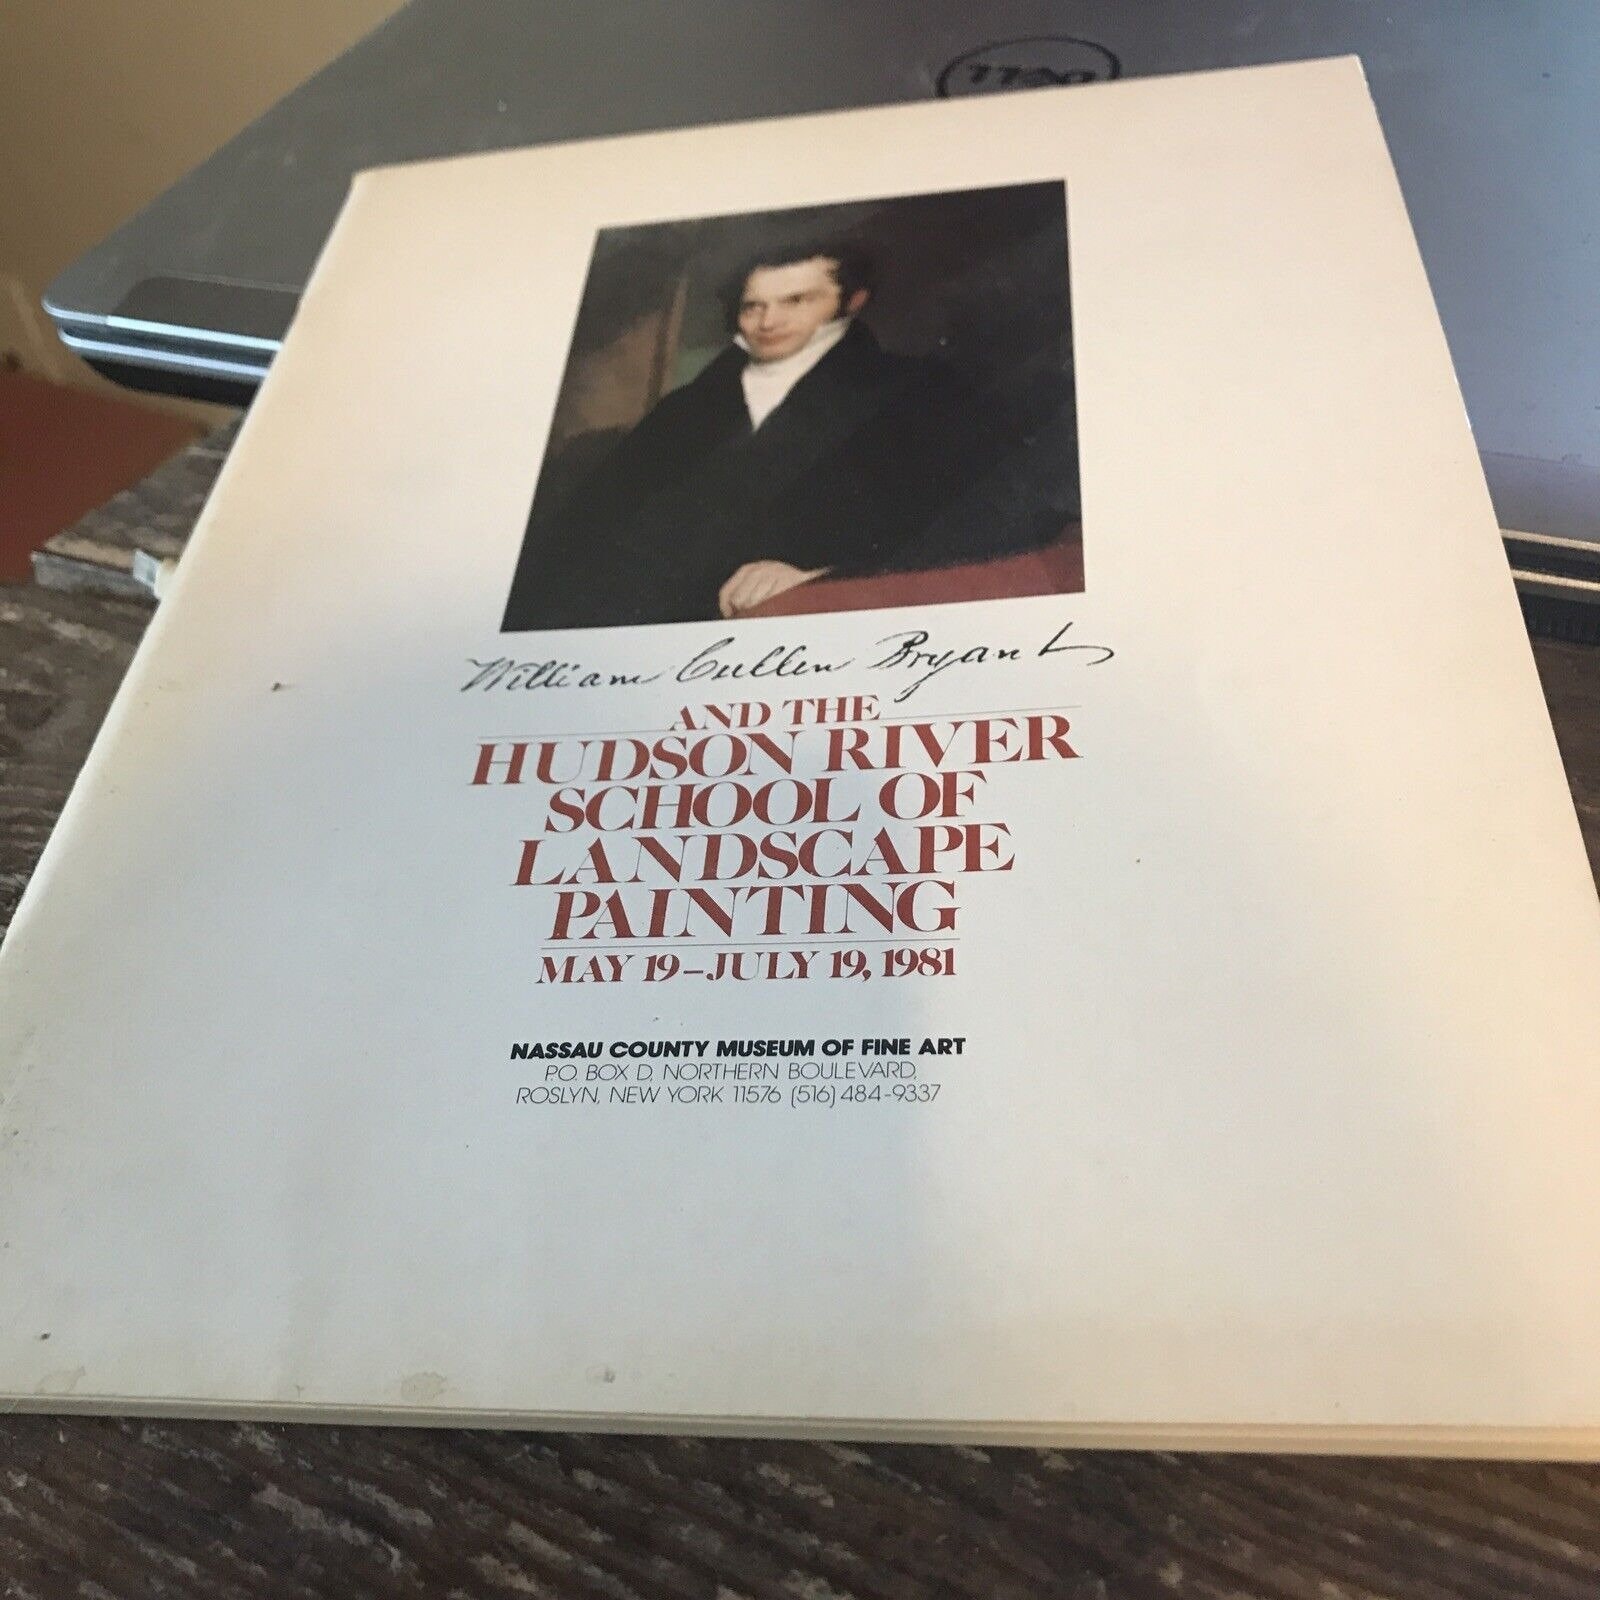 DELL
William Cullen Bryant
AND THE
HUDSON RIVER
SCHOOL OF
LANDSCAPE
PAINTING
MAY 19–JULY 19, 1981
NASSAU COUNTY MUSEUM OF FINE ART
P.O. BOX D, NORTHERN BOULEVARD,
ROSLYN, NEW YORK 11576 (516) 484-9337